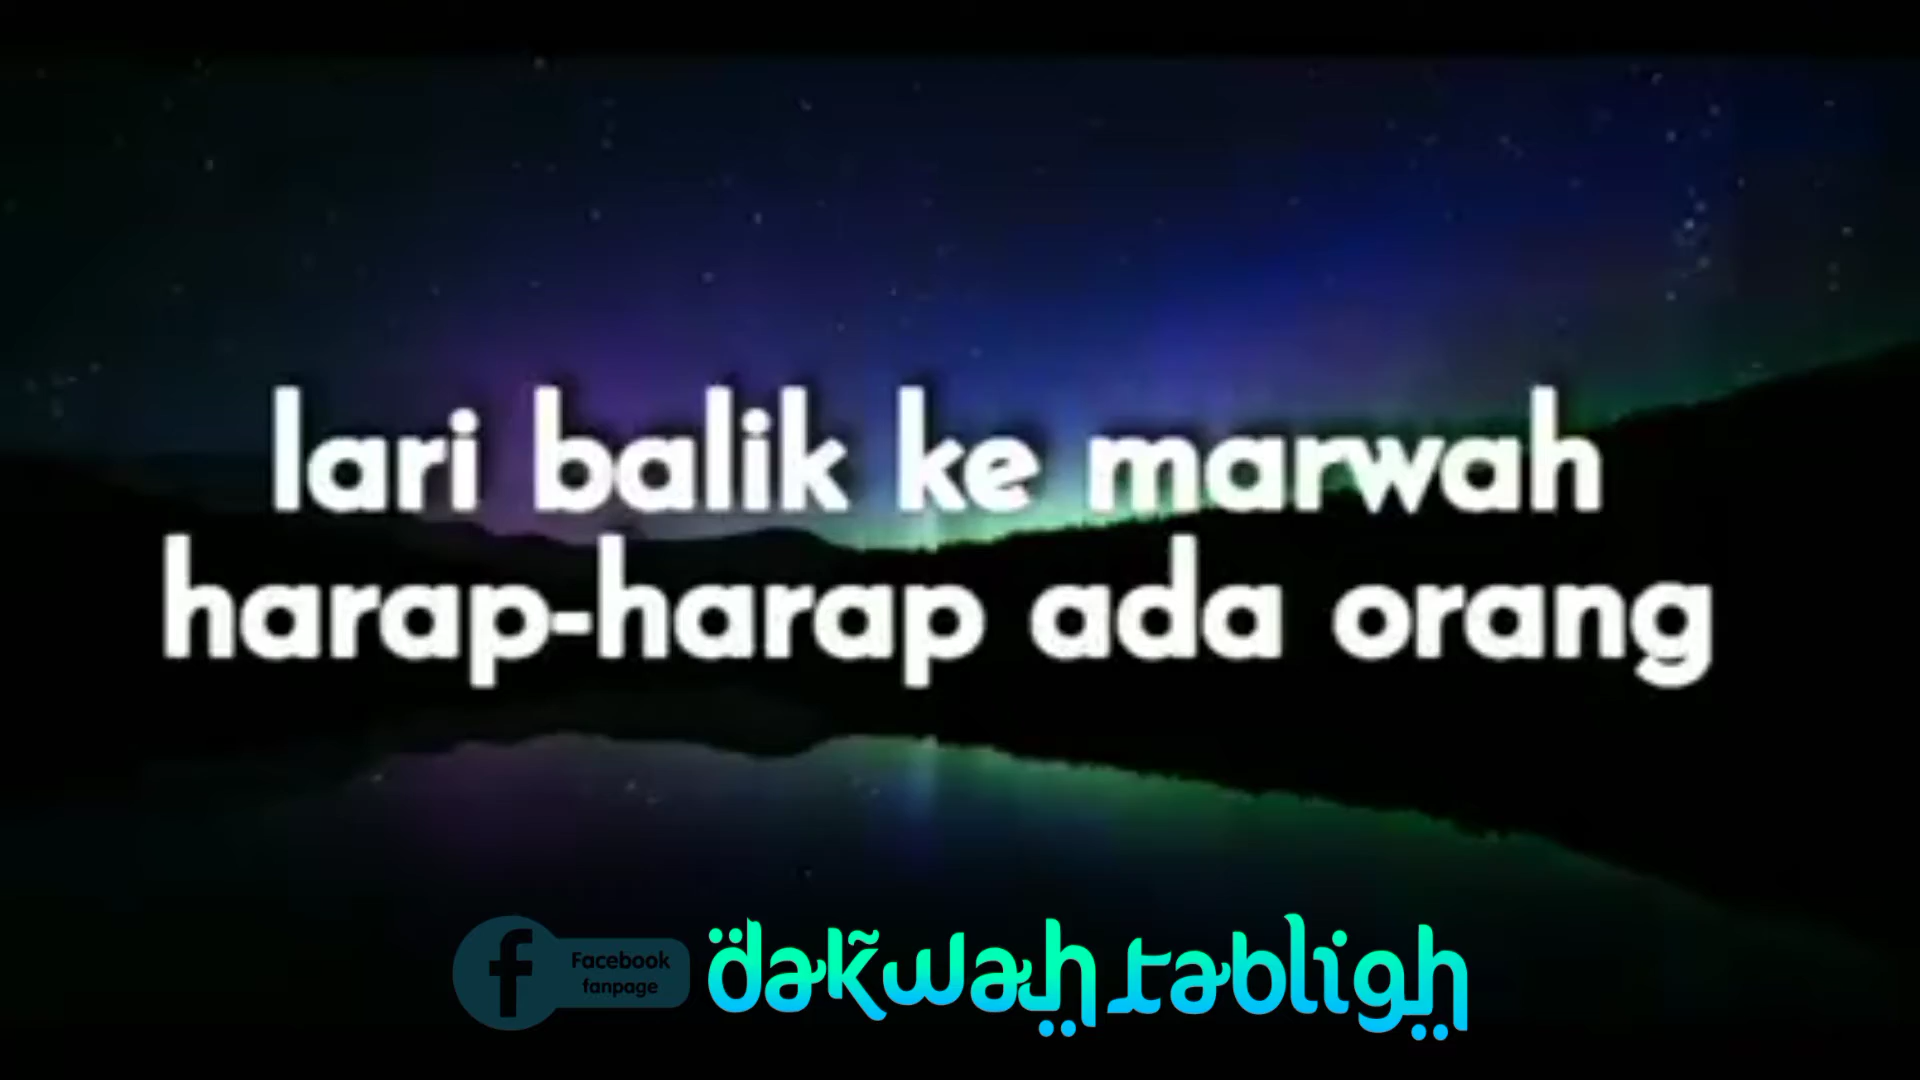 lari balik ke marwah
harap-harap ada orang
f
Facebook
fanpage
dakwah tabligh